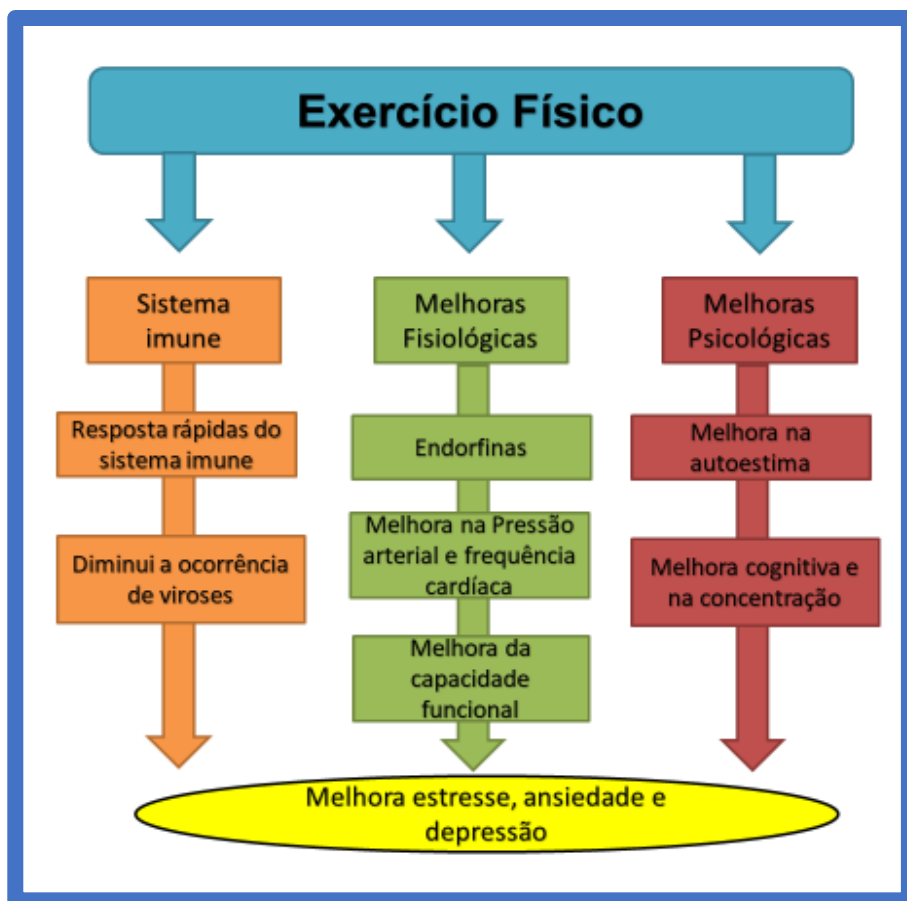 Exercício Físico
Sistema
imune
Resposta rápidas do
sistema imune
Diminui a ocorrência
de viroses
Melhoras
Fisiológicas
Endorfinas
Melhora na Pressão
arterial e frequência
cardíaca
Melhora da
capacidade
funcional
Melhoras
Psicológicas
Melhora na
autoestima
Melhora cognitiva e
na concentração
Melhora estresse, ansiedade e
depressão